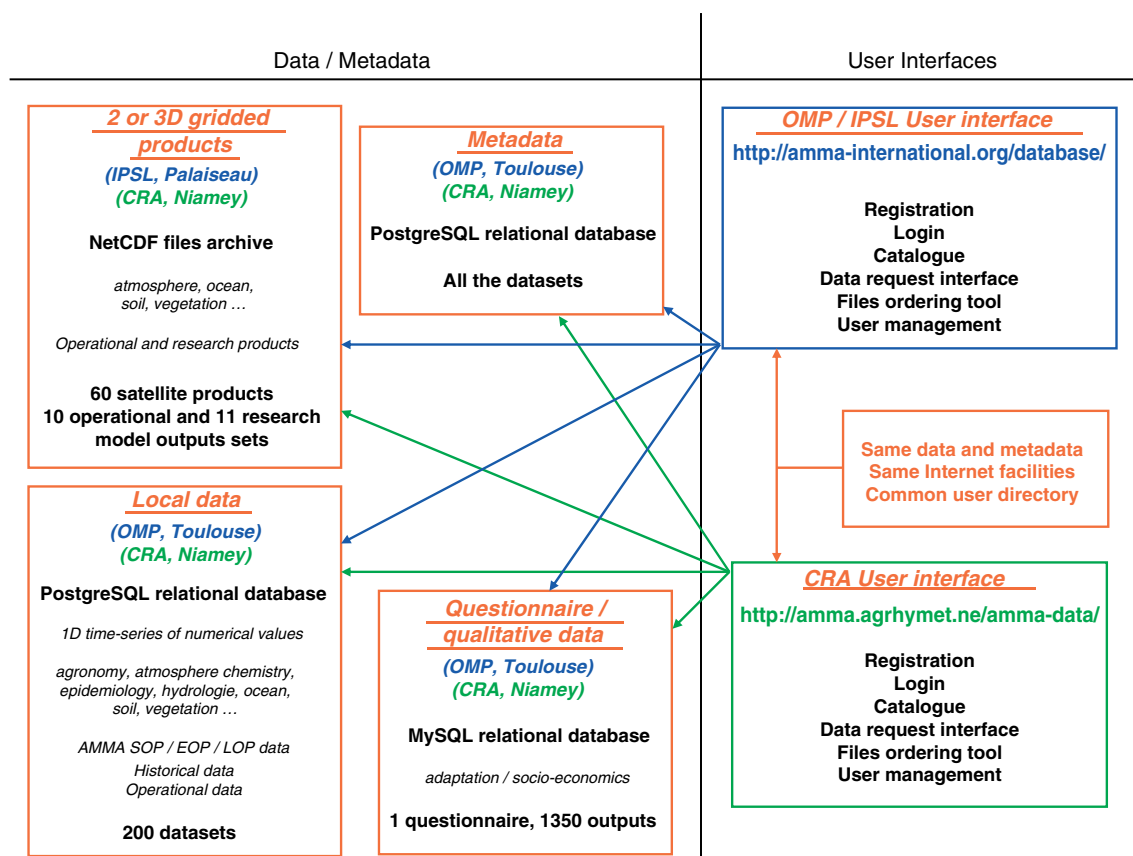 Data / Metadata
User Interfaces
2 or 3D gridded
products
(IPSL, Palaiseau)
(CRA, Niamey)
NetCDF files archive
atmosphere, ocean,
soil, vegetation …
Operational and research products
60 satellite products
10 operational and 11 research
model outputs sets
Metadata
(OMP, Toulouse)
(CRA, Niamey)
PostgreSQL relational database
All the datasets
OMP / IPSL User interface
http://amma-international.org/database/
Registration
Login
Catalogue
Data request interface
Files ordering tool
User management
Same data and metadata
Same Internet facilities
Common user directory
Local data
(OMP, Toulouse)
(CRA, Niamey)
PostgreSQL relational database
1D time-series of numerical values
agronomy, atmosphere chemistry,
epidemiology, hydrologie, ocean,
soil, vegetation …
AMMA SOP / EOP / LOP data
Historical data
Operational data
200 datasets
Questionnaire /
qualitative data
(OMP, Toulouse)
(CRA, Niamey)
MySQL relational database
adaptation / socio-economics
1 questionnaire, 1350 outputs
CRA User interface
http://amma.agrhymet.ne/amma-data/
Registration
Login
Catalogue
Data request interface
Files ordering tool
User management